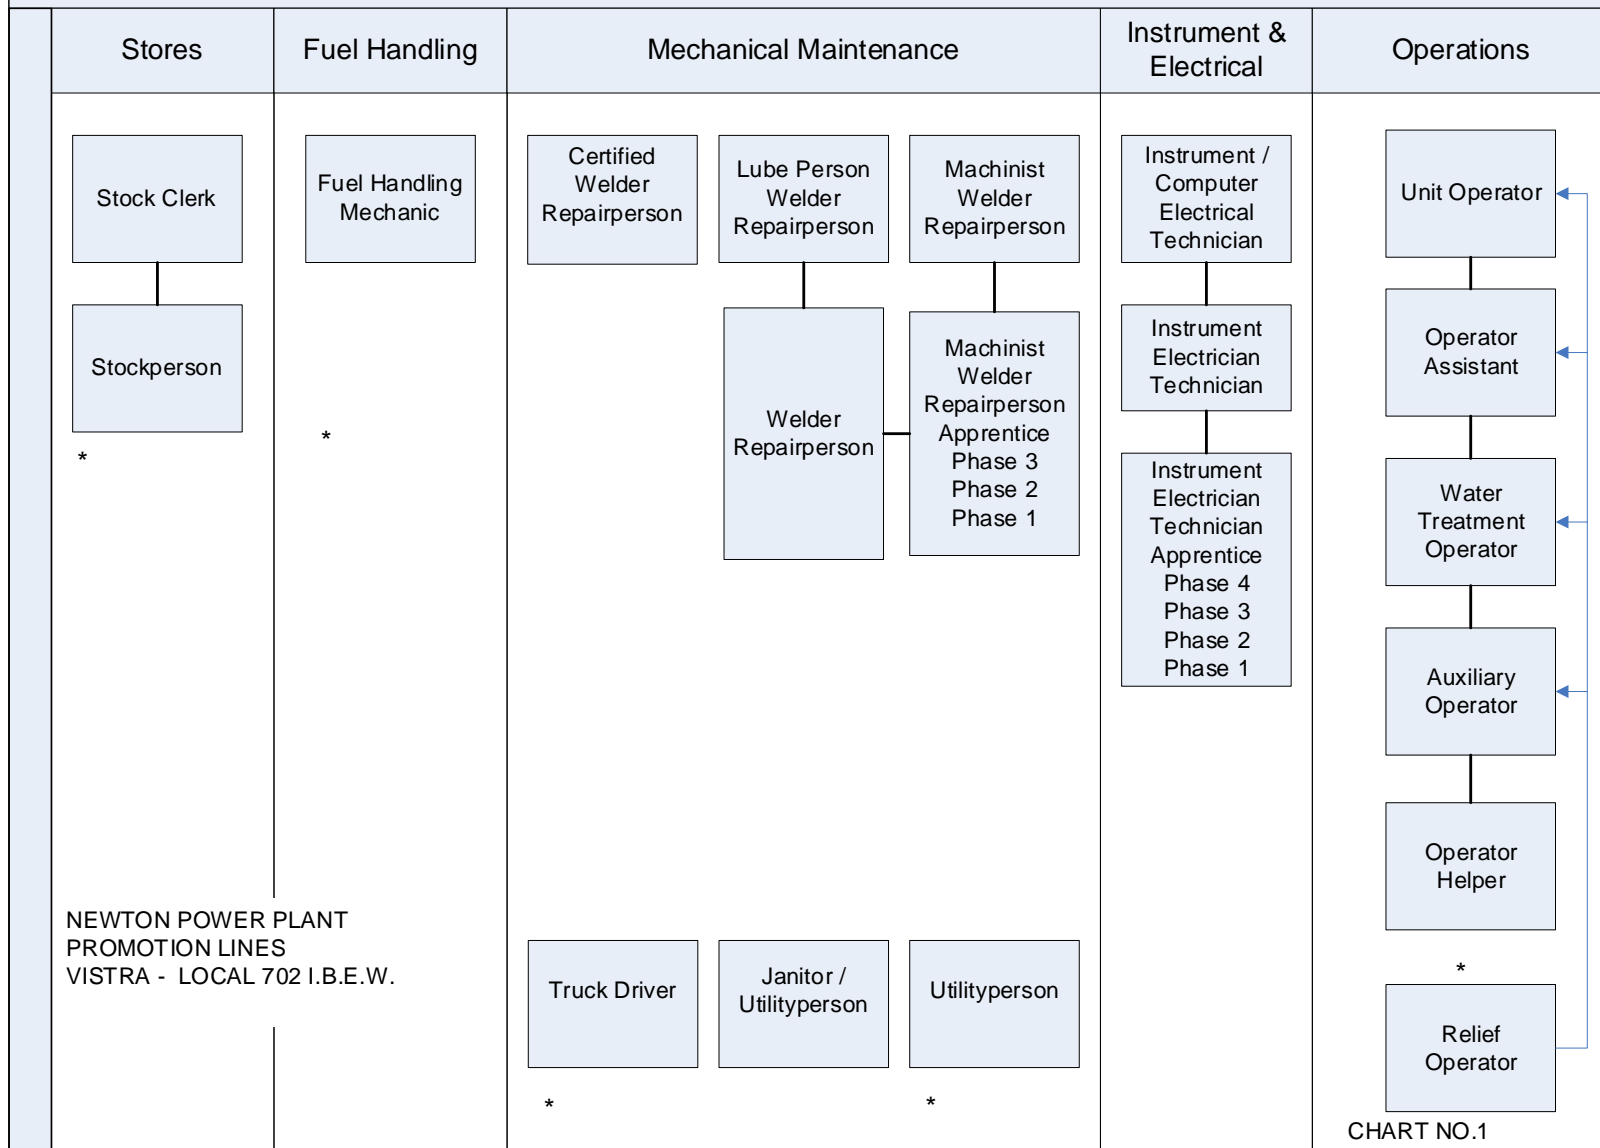 Stores
Fuel Handling
Mechanical Maintenance
Instrument &
Electrical
Operations
Stock Clerk
Stockperson
*
Fuel Handling
Mechanic
*
Certified
Welder
Repairperson
Lube Person
Welder
Repairperson
Machinist
Welder
Repairperson
Welder
Repairperson
Machinist
Welder
Repairperson
Apprentice
Phase 3
Phase 2
Phase 1
Truck Driver
*
Janitor /
Utilityperson
Utilityperson
*
Instrument /
Computer
Electrical
Technician
Instrument
Electrician
Technician
Instrument
Electrician
Technician
Apprentice
Phase 4
Phase 3
Phase 2
Phase 1
Unit Operator
Operator
Assistant
Water
Treatment
Operator
Auxiliary
Operator
Operator
Helper
*
Relief
Operator
NEWTON POWER PLANT
PROMOTION LINES
VISTRA - LOCAL 702 I.B.E.W.
CHART NO.1